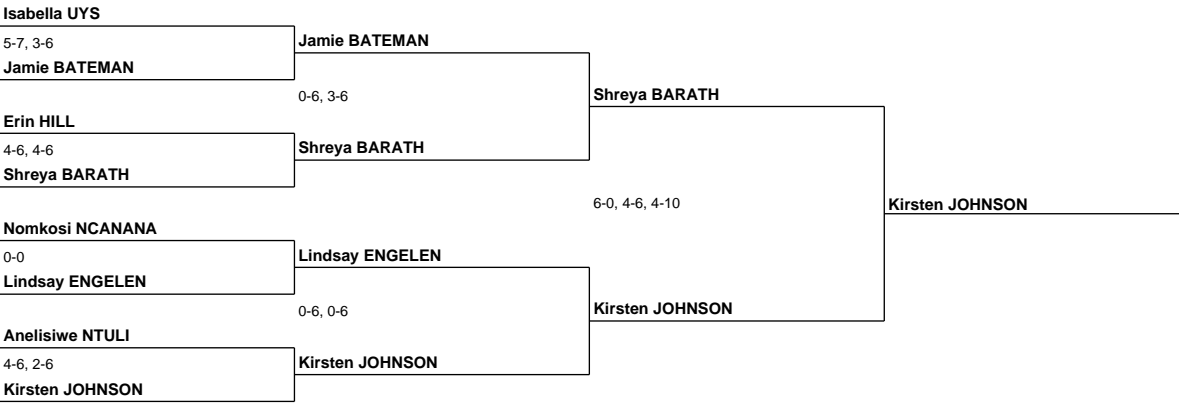 Isabella UYS
5-7, 3-6
Jamie BATEMAN
Jamie BATEMAN
0-6, 3-6
Shreya BARATH
Erin HILL
4-6, 4-6
Shreya BARATH
Shreya BARATH
6-0, 4-6, 4-10
Kirsten JOHNSON
Nomkosi NCANANA
0-0
Lindsay ENGELEN
Lindsay ENGELEN
0-6, 0-6
Kirsten JOHNSON
Anelisiwe NTULI
4-6, 2-6
Kirsten JOHNSON
Kirsten JOHNSON